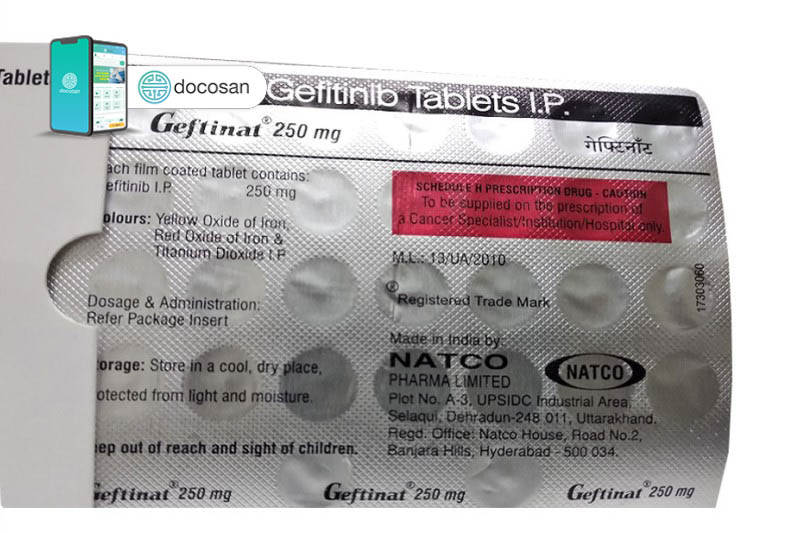 Tablet
docosan
docosan
Gefitinib Tablets I.P.
Geftinat® 250 mg
गेफ्टिनॉट
ach film coated tablet contains:
efitinib I.P. 250 mg
olours: Yellow Oxide of Iron,
Red Oxide of Iron &
Titanium Dioxide I.P
SCHEDULE H PRESCRIPTION DRUG - CAUTION
To be supplied on the prescription of
a Cancer Specialist/Institution/Hospital only.
M.L.: 13/UA/2010
Dosage & Administration:
Refer Package Insert
® Registered Trade Mark
17303060
orage: Store in a cool, dry place,
rotected from light and moisture.
eep out of reach and sight of children.
Made in India by:
NATCO
PHARMA LIMITED
NATCO
Plot No. A-3, UPSIDC Industrial Area,
Selaqui, Dehradun-248 011, Uttarakhand.
Regd. Office: Natco House, Road No.2,
Banjara Hills, Hyderabad - 500 034.
Geftinat® 250 mg
Geftinat® 250 mg
Geftinat® 250 mg